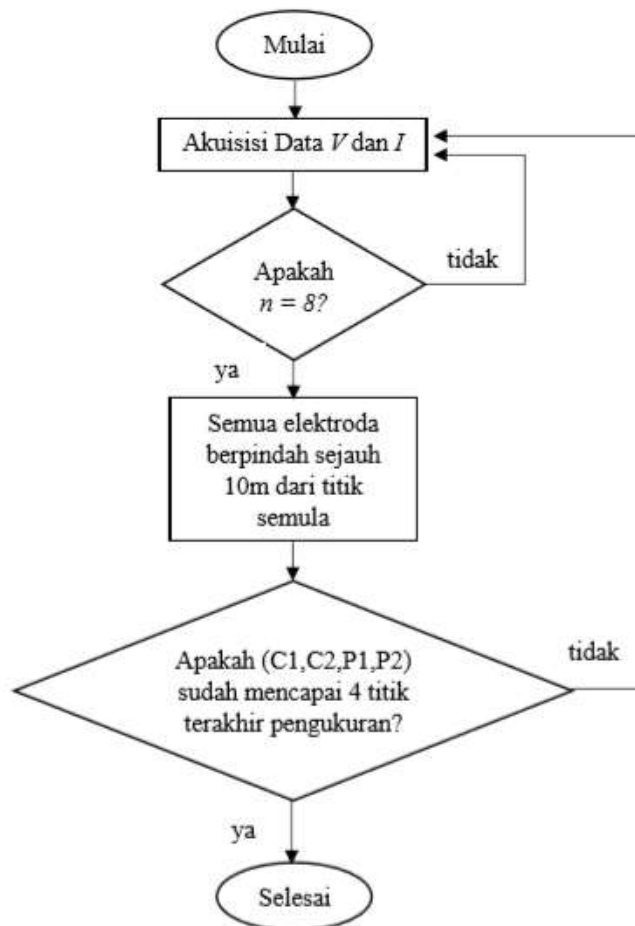 Mulai
Akuisisi Data V dan I
Apakah
n = 8?
tidak
ya
Semua elektroda
berpindah sejauh
10m dari titik
semula
Apakah (C1,C2,P1,P2)
sudah mencapai 4 titik
terakhir pengukuran?
tidak
ya
Selesai